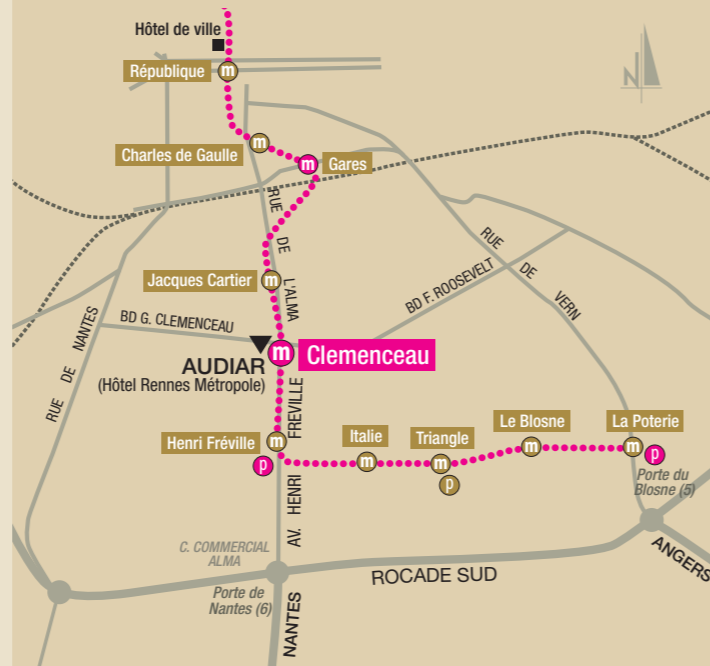 Hôtel de ville
République
m
N
Charles de Gaulle
m
m
Gares
RUE DE L'ALMA
RUE DE VERN
Jacques Cartier
m
BD F. ROOSEVELT
BD G. CLEMENCEAU
RUE DE NANTES
m
Clemenceau
AUDIAR
(Hôtel Rennes Métropole)
AV. HENRI FREVILLE
Henri Fréville
m
p
Italie
m
Triangle
m
p
Le Blosne
m
La Poterie
m
p
Porte du
Blosne (5)
C. COMMERCIAL
ALMA
ROCADE SUD
ANGERS
Porte de
Nantes (6)
NANTES